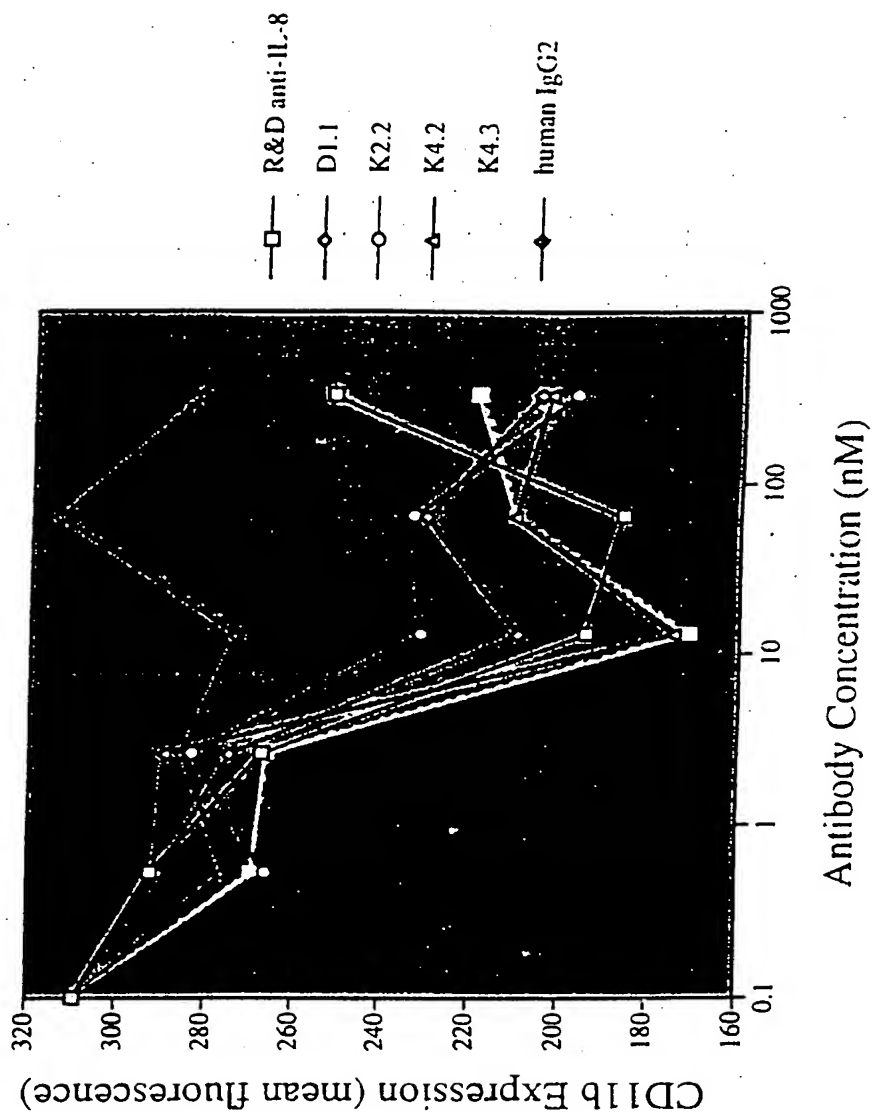 CD11b Expression (mean fluorescence)
320
300
280
260
240
220
200
180
160
0.1
1
10
100
1000
Antibody Concentration (nM)
R&D anti-IL-8
D1.1
K2.2
K4.2
K4.3
human IgG2